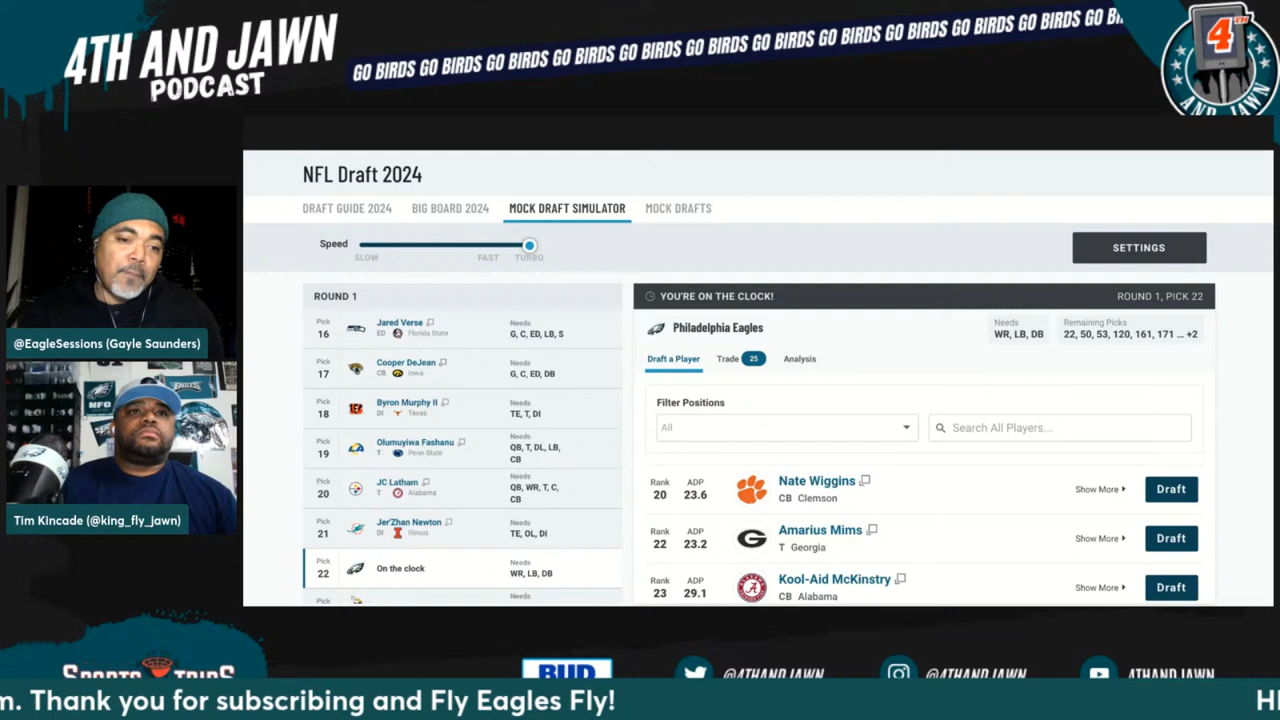 4TH AND JAWN
PODCAST
GO BIRDS GO BIRDS GO BIRDS GO BIRDS GO BIRDS GO BIRDS GO BIRDS GO BIRDS GO
4TH
AND JAWN
NFL Draft 2024
DRAFT GUIDE 2024 BIG BOARD 2024 MOCK DRAFT SIMULATOR MOCK DRAFTS
Speed
SLOW FAST TURBO
SETTINGS
ROUND 1
Pick 16 Jared Verse Needs
ED Florida State G, C, ED, LB, S
Pick 17 Cooper DeJean Needs
CB Iowa G, C, ED, DB
Pick 18 Byron Murphy II Needs
DI Texas TE, T, DI
Pick 19 Olumuyiwa Fashanu Needs
T Penn State QB, T, DL, LB, CB
Pick 20 JC Latham Needs
T Alabama QB, WR, T, C, CB
Pick 21 Jer'Zhan Newton Needs
DI Illinois TE, OL, DI
Pick 22 On the clock Needs
WR, LB, DB
Pick Needs
YOU'RE ON THE CLOCK! ROUND 1, PICK 22
Philadelphia Eagles
Needs
WR, LB, DB
Remaining Picks
22, 50, 53, 120, 161, 171 ... +2
Draft a Player Trade 25 Analysis
Filter Positions
All
Search All Players...
Rank 20 ADP 23.6 Nate Wiggins Show More Draft
CB Clemson
Rank 22 ADP 23.2 Amarius Mims Show More Draft
T Georgia
Rank 23 ADP 29.1 Kool-Aid McKinstry Show More Draft
CB Alabama
@EagleSessions (Gayle Saunders)
NFC
EAGLES
Tim Kincade (@king_fly_jawn)
BUD
@4THANDJAWN @4THANDJAWN 4THANDJAWN
m. Thank you for subscribing and Fly Eagles Fly!